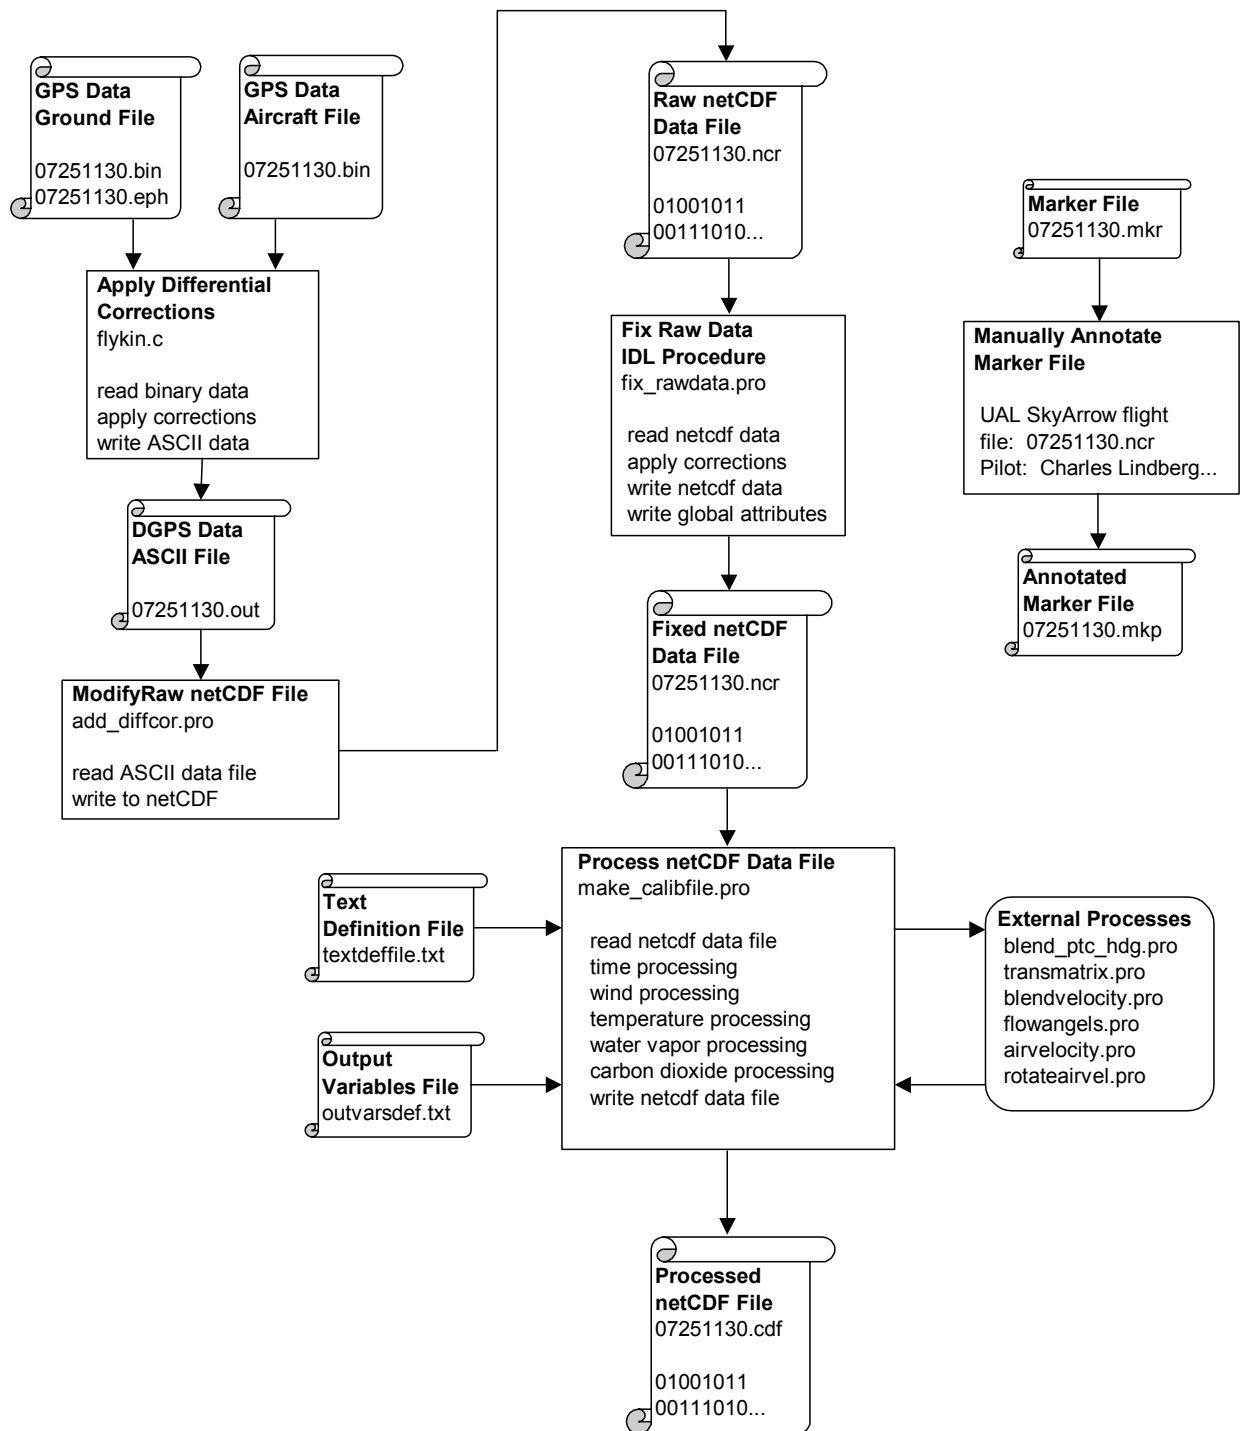 GPS Data
Ground File
07251130.bin
07251130.eph
GPS Data
Aircraft File
07251130.bin
Apply Differential
Corrections
flykin.c
read binary data
apply corrections
write ASCII data
DGPS Data
ASCII File
07251130.out
ModifyRaw netCDF File
add_diffcor.pro
read ASCII data file
write to netCDF
Raw netCDF
Data File
07251130.ncr
01001011
00111010...
Fix Raw Data
IDL Procedure
fix_rawdata.pro
read netcdf data
apply corrections
write netcdf data
write global attributes
Fixed netCDF
Data File
07251130.ncr
01001011
00111010...
Marker File
07251130.mkr
Manually Annotate
Marker File
UAL SkyArrow flight
file:  07251130.ncr
Pilot:  Charles Lindberg...
Annotated
Marker File
07251130.mkp
Text
Definition File
textdeffile.txt
Output
Variables File
outvarsdef.txt
Process netCDF Data File
make_calibfile.pro
read netcdf data file
time processing
wind processing
temperature processing
water vapor processing
carbon dioxide processing
write netcdf data file
External Processes
blend_ptc_hdg.pro
transmatrix.pro
blendvelocity.pro
flowangels.pro
airvelocity.pro
rotateairvel.pro
Processed
netCDF File
07251130.cdf
01001011
00111010...